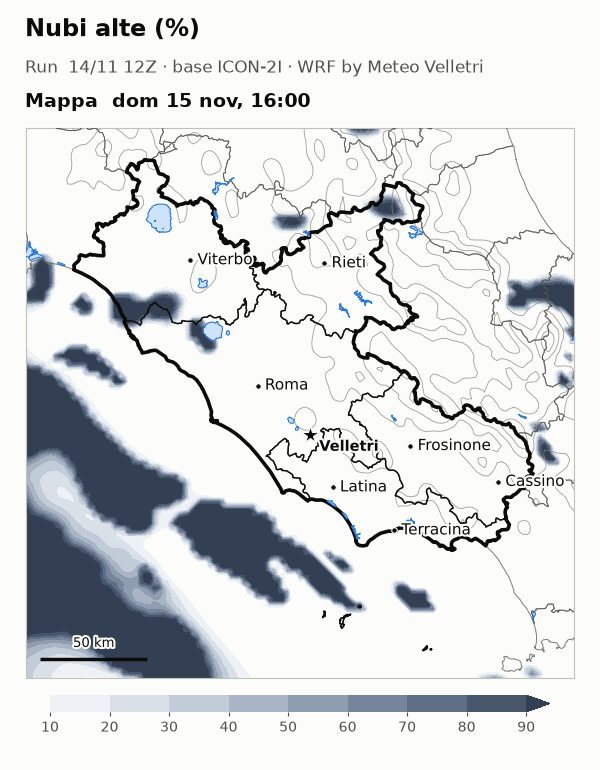 Nubi alte (%)
Run 14/11 12Z · base ICON-2I · WRF by Meteo Velletri
Mappa dom 15 nov, 16:00
Viterbo
Rieti
Roma
Velletri
Frosinone
Cassino
Latina
Terracina
50 km
10 20 30 40 50 60 70 80 90